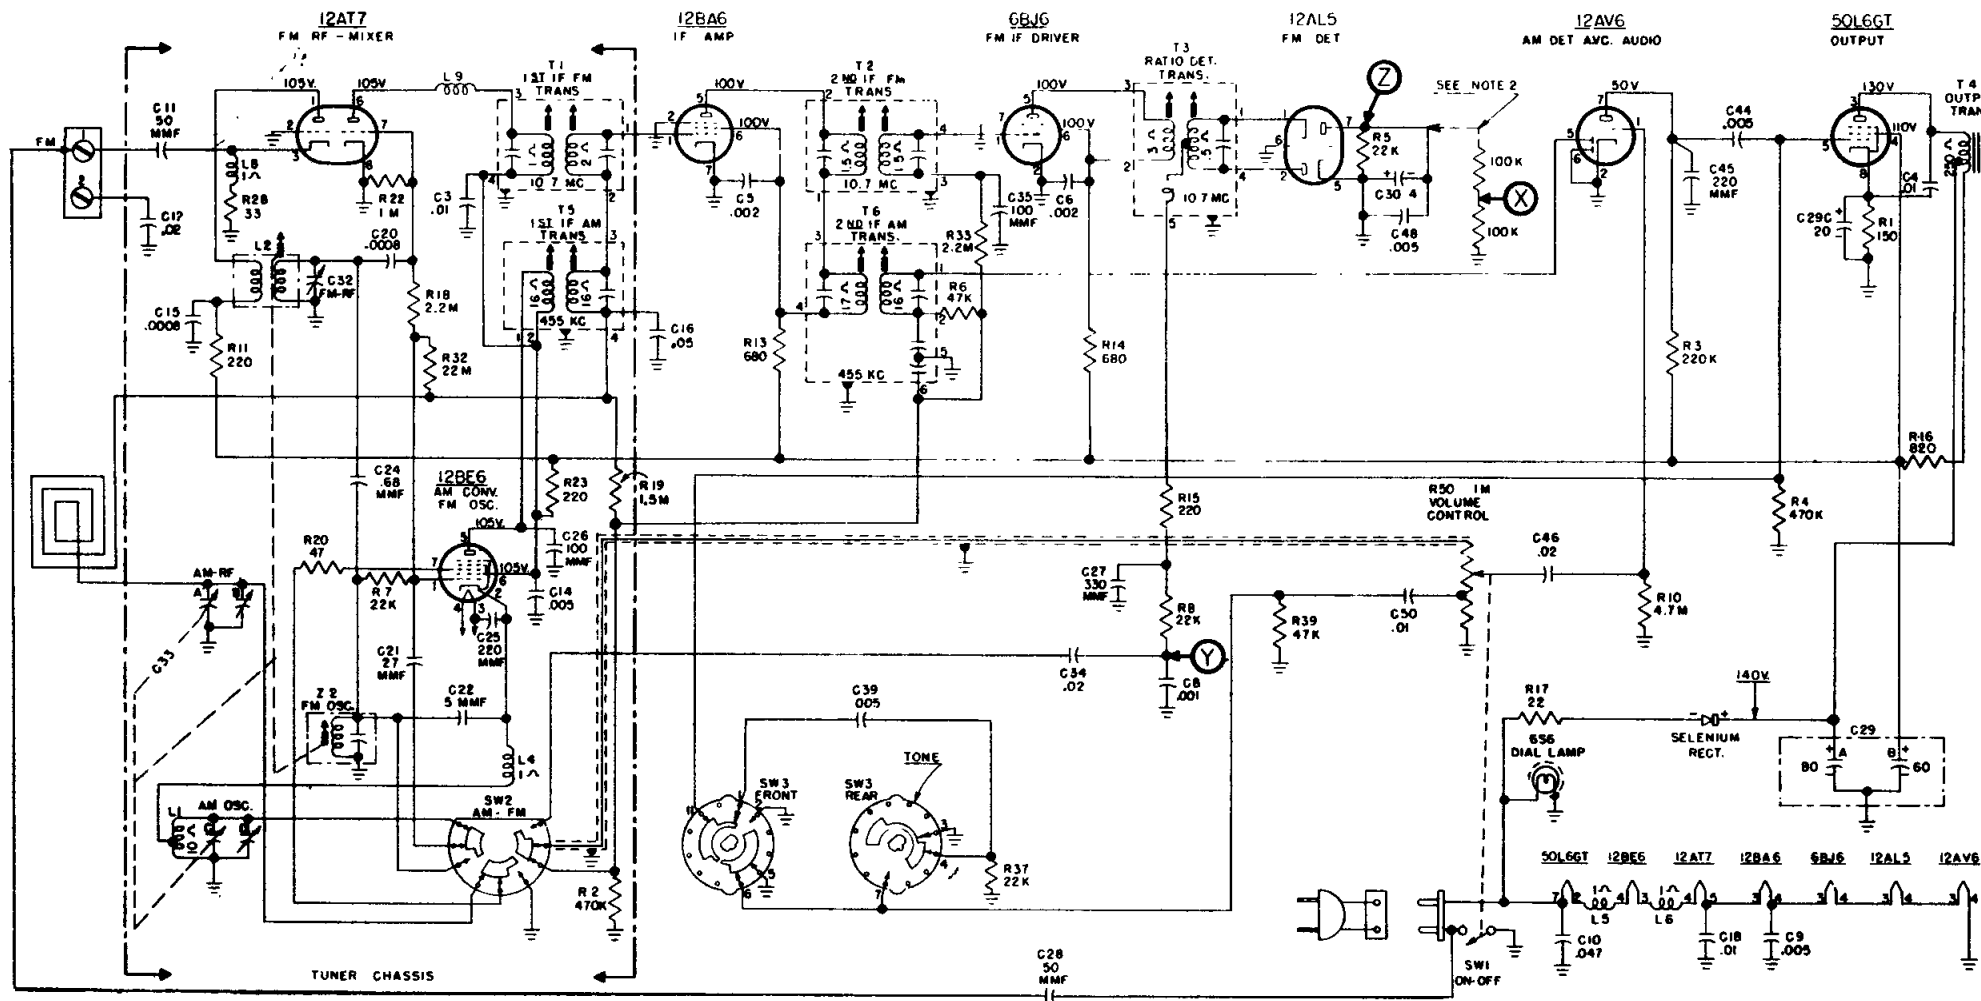 12AT7
FM RF - MIXER
12BA6
IF AMP
6BJ6
FM IF DRIVER
12AL5
FM DET
12AV6
AM DET AVC. AUDIO
50L6GT
OUTPUT
T1
1ST IF FM
TRANS
T2
2ND IF FM
TRANS
T3
RATIO DET.
TRANS.
T4
OUTP
TRAN
105V.
105V
L9
100V
100V
100V
100V
SEE NOTE 2
50V
130V
110V
250Ω
Z
X
Y
FM
C11
50
MMF
C17
.02
L8
1Ω
R28
33
R22
1M
C20
.0008
L2
C32
FM-RF
C15
.0008
R11
220
R18
2.2M
R32
22M
C3
.01
10.7 MC
T5
1ST IF AM
TRANS
16Ω
16Ω
455 KC
C16
.05
C5
.002
R13
680
10.7 MC
T6
2ND IF AM
TRANS.
17Ω
16Ω
455 KC
R6
47K
R33
2.2M
C35
100
MMF
C6
.002
R14
680
10.7 MC
R5
22K
C30 4
C48
.005
100K
100K
C44
.005
C45
220
MMF
R3
220K
C29C
20
R1
150
C4
.01
R16
820
R4
470K
C24
.68
MMF
12BE6
AM CONV.
FM OSC.
105V.
105V
R23
220
R19
1.5M
C26
100
MMF
C14
.005
R20
47
R7
22K
C25
220
MMF
AM-RF
A
C33
C21
27
MMF
C22
5 MMF
Z2
FM OSC.
L4
1Ω
L1
AM OSC.
SW2
AM - FM
R2
470K
TUNER CHASSIS
R15
220
C27
330
MMF
R8
22K
C34
.02
C8
.001
C39
005
SW3
FRONT
SW3
REAR
TONE
R37
22K
R39
47K
C50
.01
R50 1M
VOLUME
CONTROL
C46
.02
R10
4.7M
140V.
R17
22
656
DIAL LAMP
SELENIUM
RECT.
C29
A
80
B
60
50L6GT
12BE6
12AT7
12BA6
6BJ6
12AL5
12AV6
1Ω
L5
1Ω
L6
C10
.047
C18
.01
C9
.005
SW1
ON-OFF
C28
50
MMF